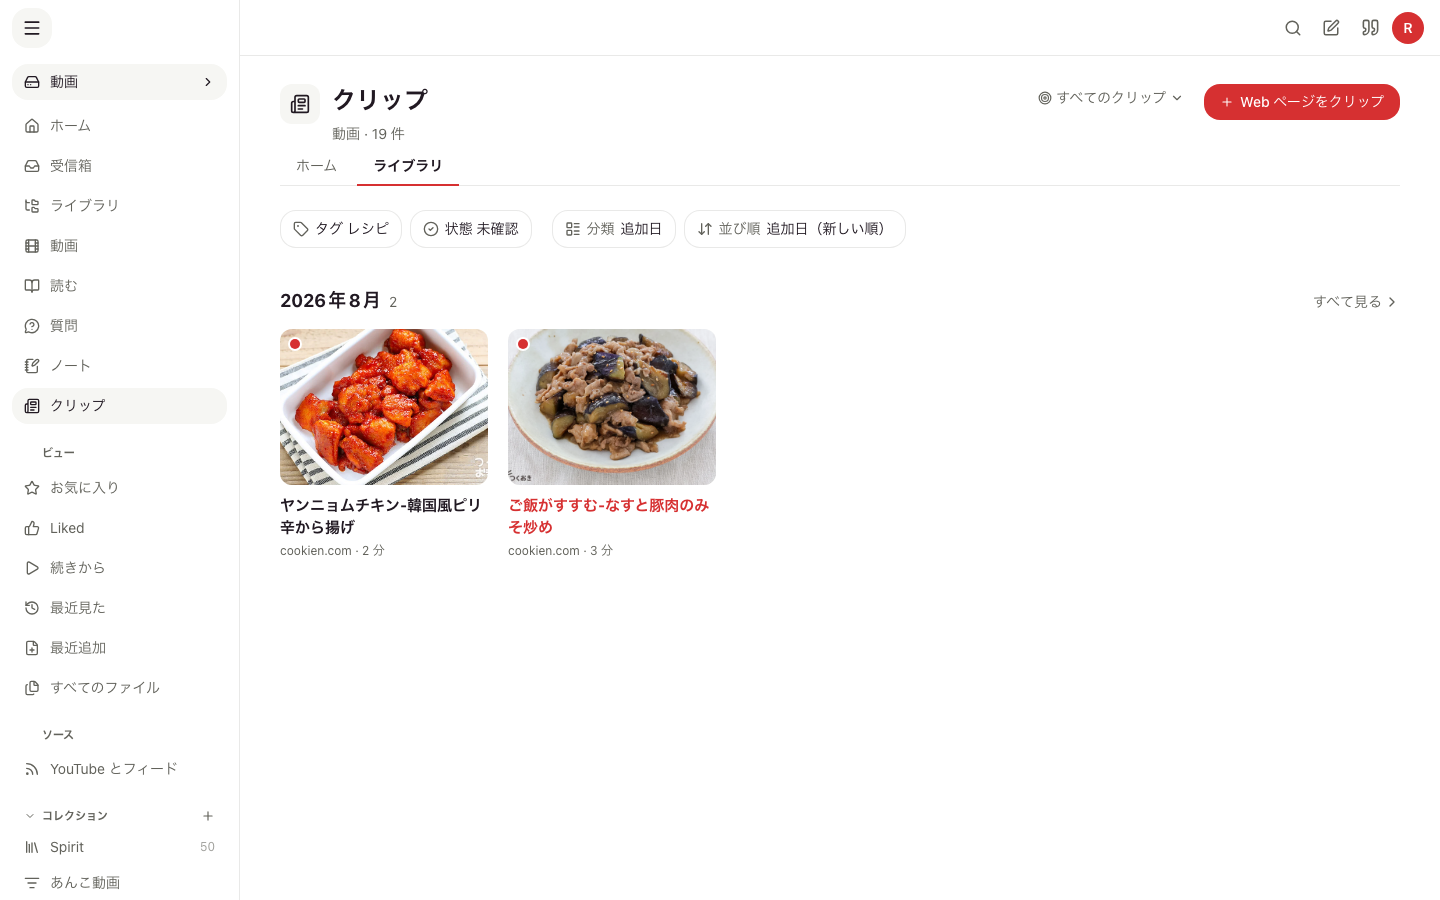 R
動画
ホーム
受信箱
ライブラリ
動画
読む
質問
ノート
クリップ
ビュー
お気に入り
Liked
続きから
最近見た
最近追加
すべてのファイル
ソース
YouTube とフィード
コレクション
Spirit 50
あんこ動画
クリップ
動画 · 19 件
すべてのクリップ
Web ページをクリップ
ホーム ライブラリ
タグ レシピ 状態 未確認 分類 追加日 並び順 追加日（新しい順）
2026年8月 2
すべて見る
つくおき
ヤンニョムチキン-韓国風ピリ
辛から揚げ
cookien.com · 2 分
つくおき
ご飯がすすむ-なすと豚肉のみ
そ炒め
cookien.com · 3 分